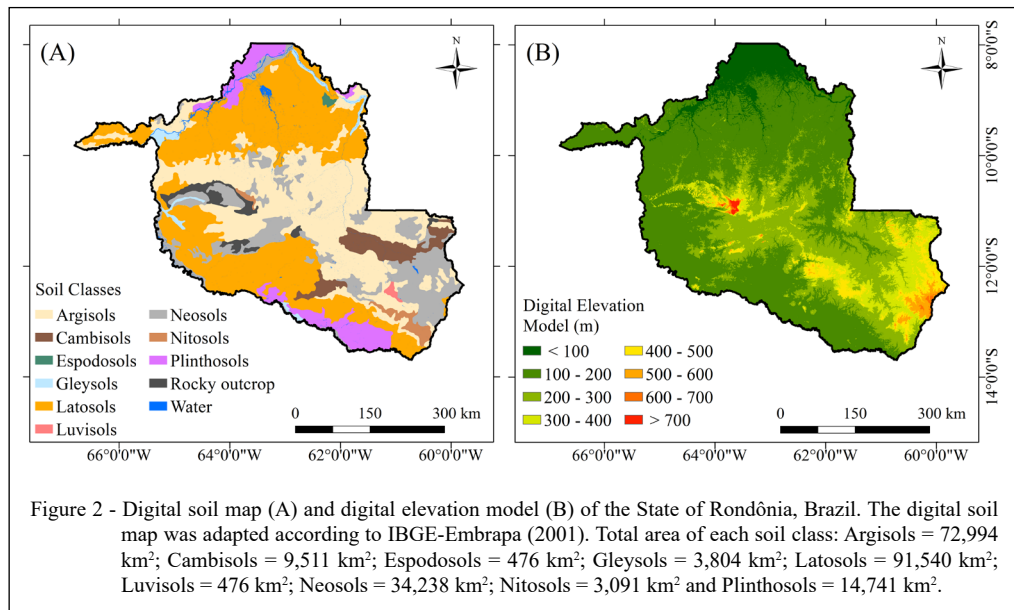 (A)
N
Soil Classes
Argisols
Cambisols
Espodosols
Gleysols
Latosols
Luvisols
Neosols
Nitosols
Plinthosols
Rocky outcrop
Water
0 150 300 km
66°0'0"W 64°0'0"W 62°0'0"W 60°0'0"W
(B)
N
8°0'0"S
10°0'0"S
12°0'0"S
14°0'0"S
Digital Elevation
Model (m)
< 100
100 - 200
200 - 300
300 - 400
400 - 500
500 - 600
600 - 700
> 700
0 150 300 km
66°0'0"W 64°0'0"W 62°0'0"W 60°0'0"W
Figure 2 - Digital soil map (A) and digital elevation model (B) of the State of Rondônia, Brazil. The digital soil
map was adapted according to IBGE-Embrapa (2001). Total area of each soil class: Argisols = 72,994
km²; Cambisols = 9,511 km²; Espodosols = 476 km²; Gleysols = 3,804 km²; Latosols = 91,540 km²;
Luvisols = 476 km²; Neosols = 34,238 km²; Nitosols = 3,091 km² and Plinthosols = 14,741 km².